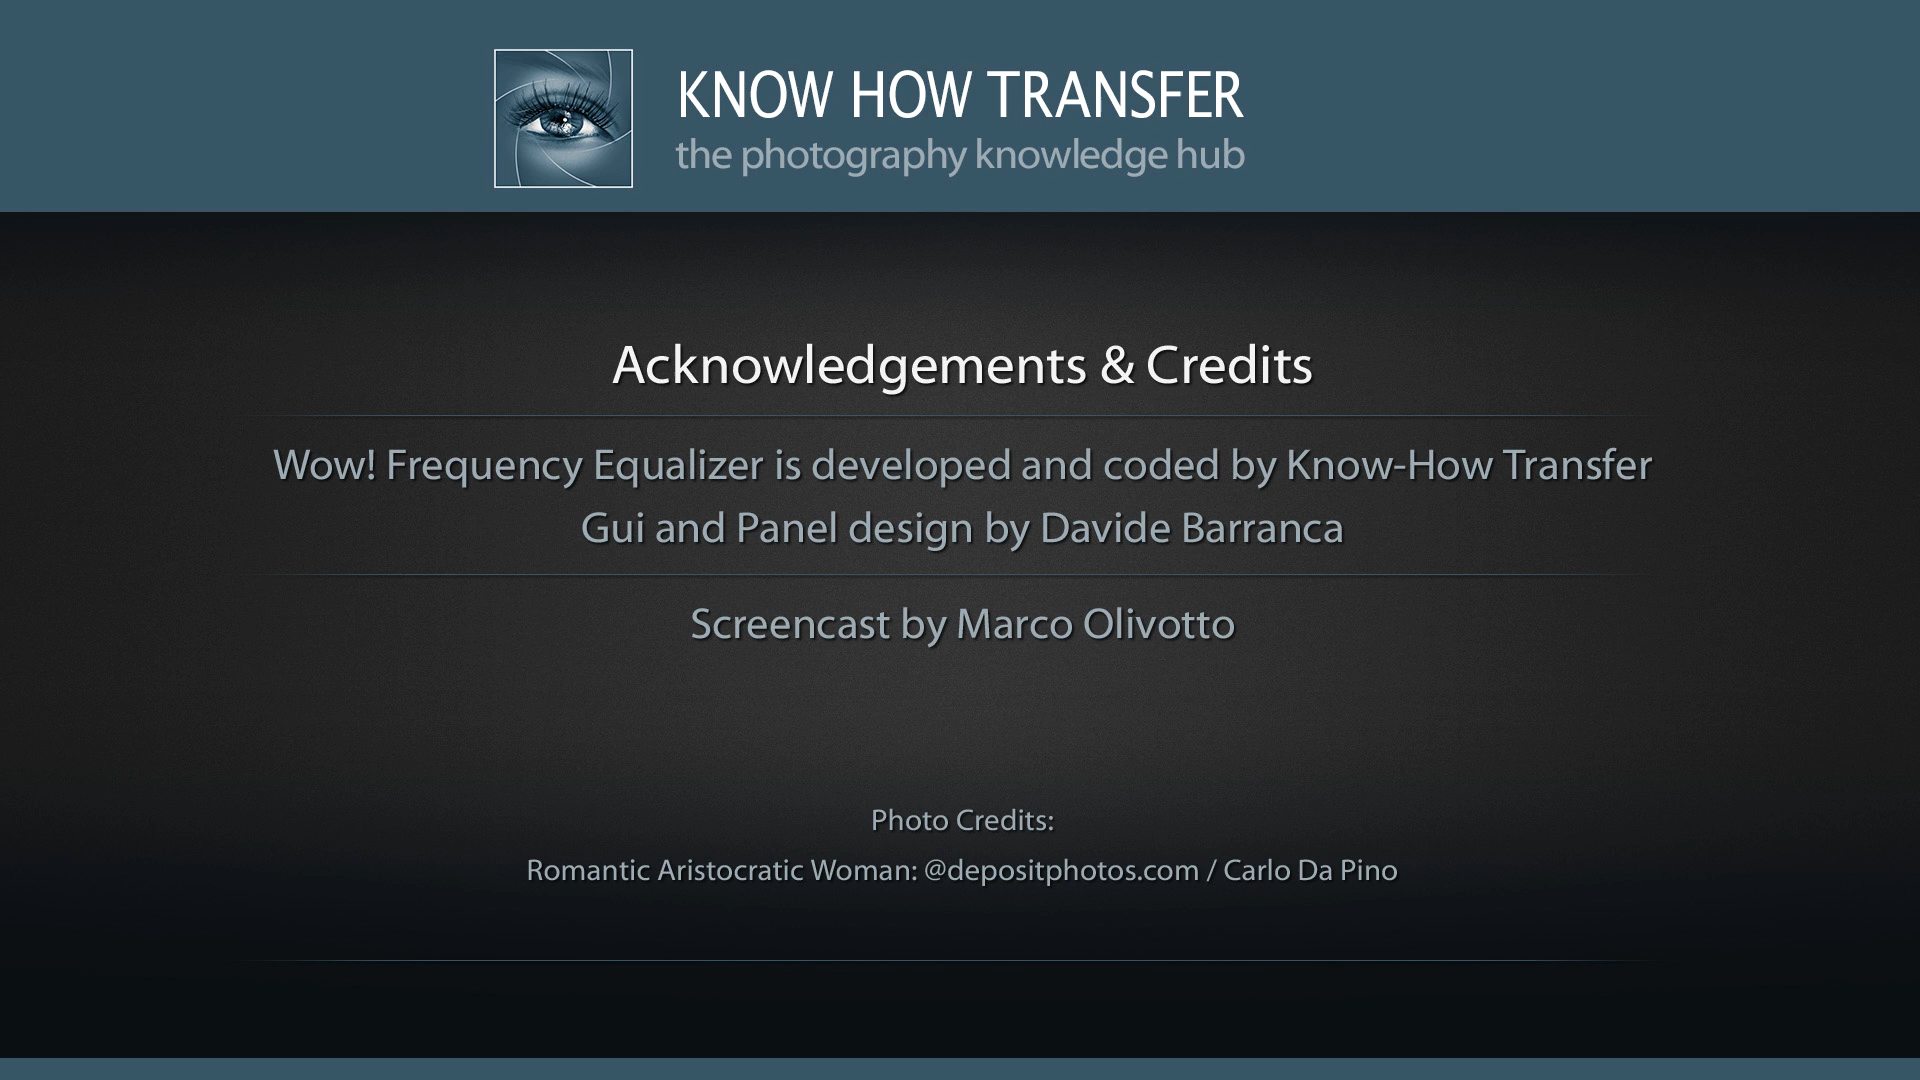 KNOW HOW TRANSFER
the photography knowledge hub
Acknowledgements & Credits
Wow! Frequency Equalizer is developed and coded by Know-How Transfer
Gui and Panel design by Davide Barranca
Screencast by Marco Olivotto
Photo Credits:
Romantic Aristocratic Woman: @depositphotos.com / Carlo Da Pino